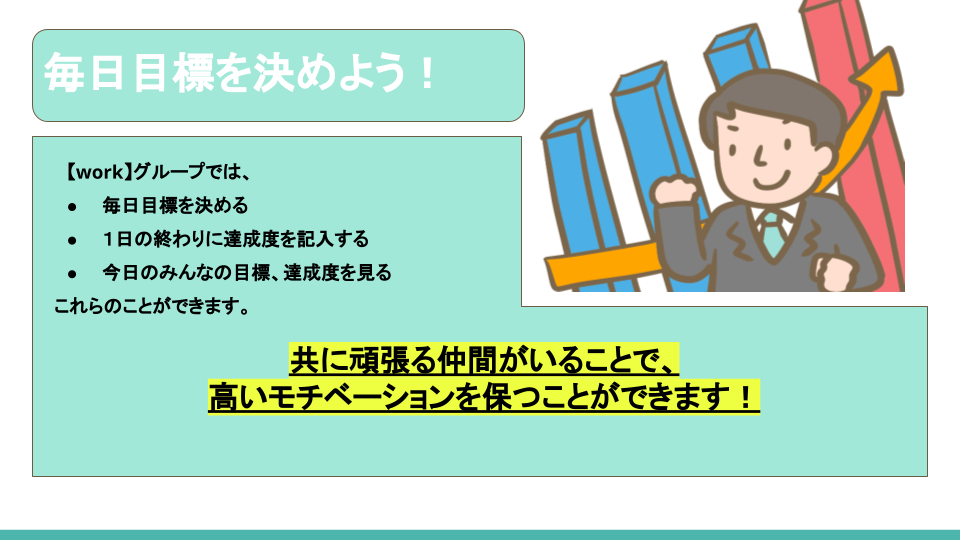 毎日目標を決めよう！
【work】グループでは、
● 毎日目標を決める
● １日の終わりに達成度を記入する
● 今日のみんなの目標、達成度を見る
これらのことができます。
共に頑張る仲間がいることで、
高いモチベーションを保つことができます！